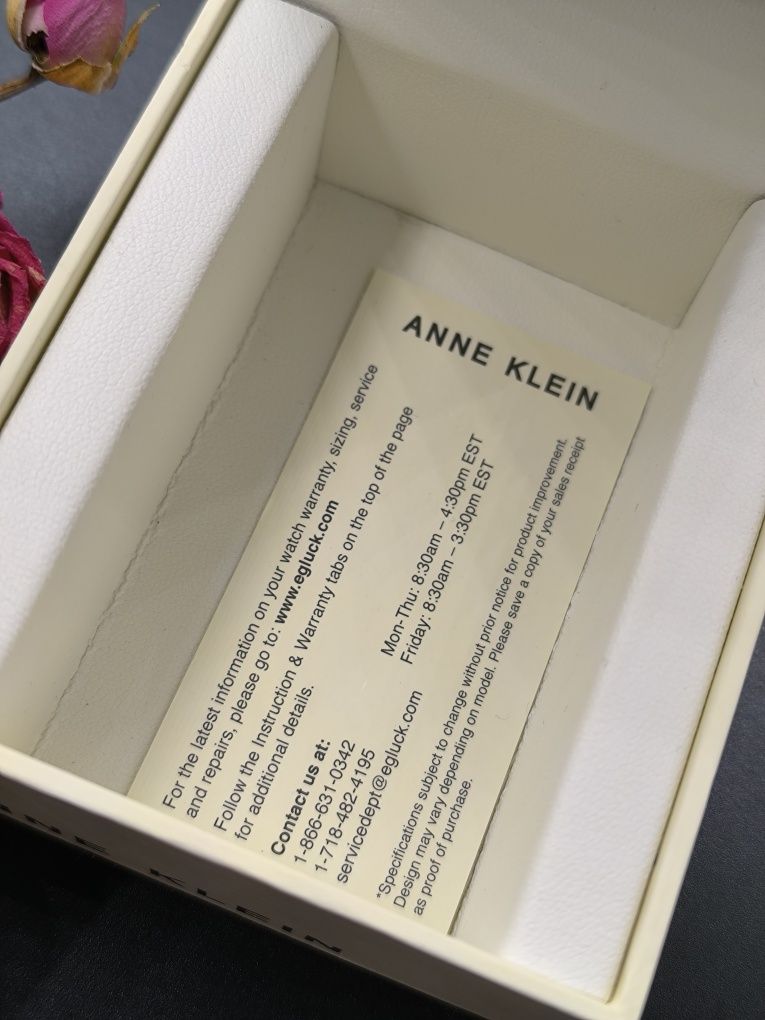 ANNE KLEIN
For the latest information on your watch warranty, sizing, service
and repairs, please go to: www.egluck.com
Follow the Instruction & Warranty tabs on the top of the page
for additional details.
Contact us at:
1-866-631-0342
1-718-482-4195
servicedept@egluck.com
Mon-Thu: 8:30am – 4:30pm EST
Friday: 8:30am – 3:30pm EST
*Specifications subject to change without prior notice for product improvement.
Design may vary depending on model. Please save a copy of your sales receipt
as proof of purchase.
KLEIN